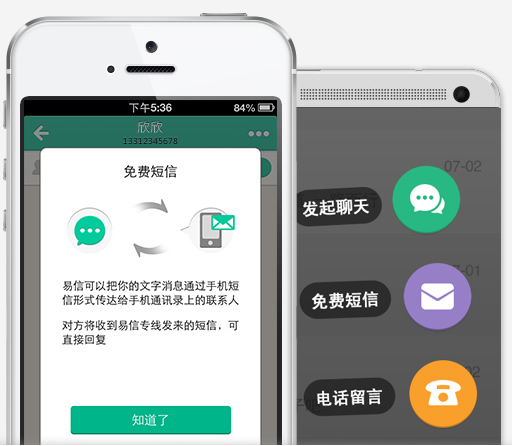 下午5:36
84%
欣欣
13312345678
免费短信
易信可以把你的文字消息通过手机短
信形式传达给手机通讯录上的联系人
对方将收到易信专线发来的短信，可
直接回复
知道了
07-02
发起聊天
免费短信
电话留言